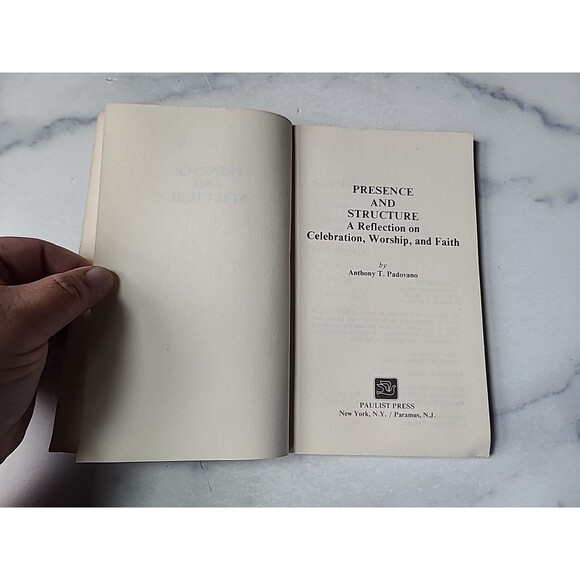 PRESENCE
AND
STRUCTURE
A Reflection on
Celebration, Worship, and Faith
by
Anthony T. Padovano
PAULIST PRESS
New York, N.Y. / Paramus, N.J.